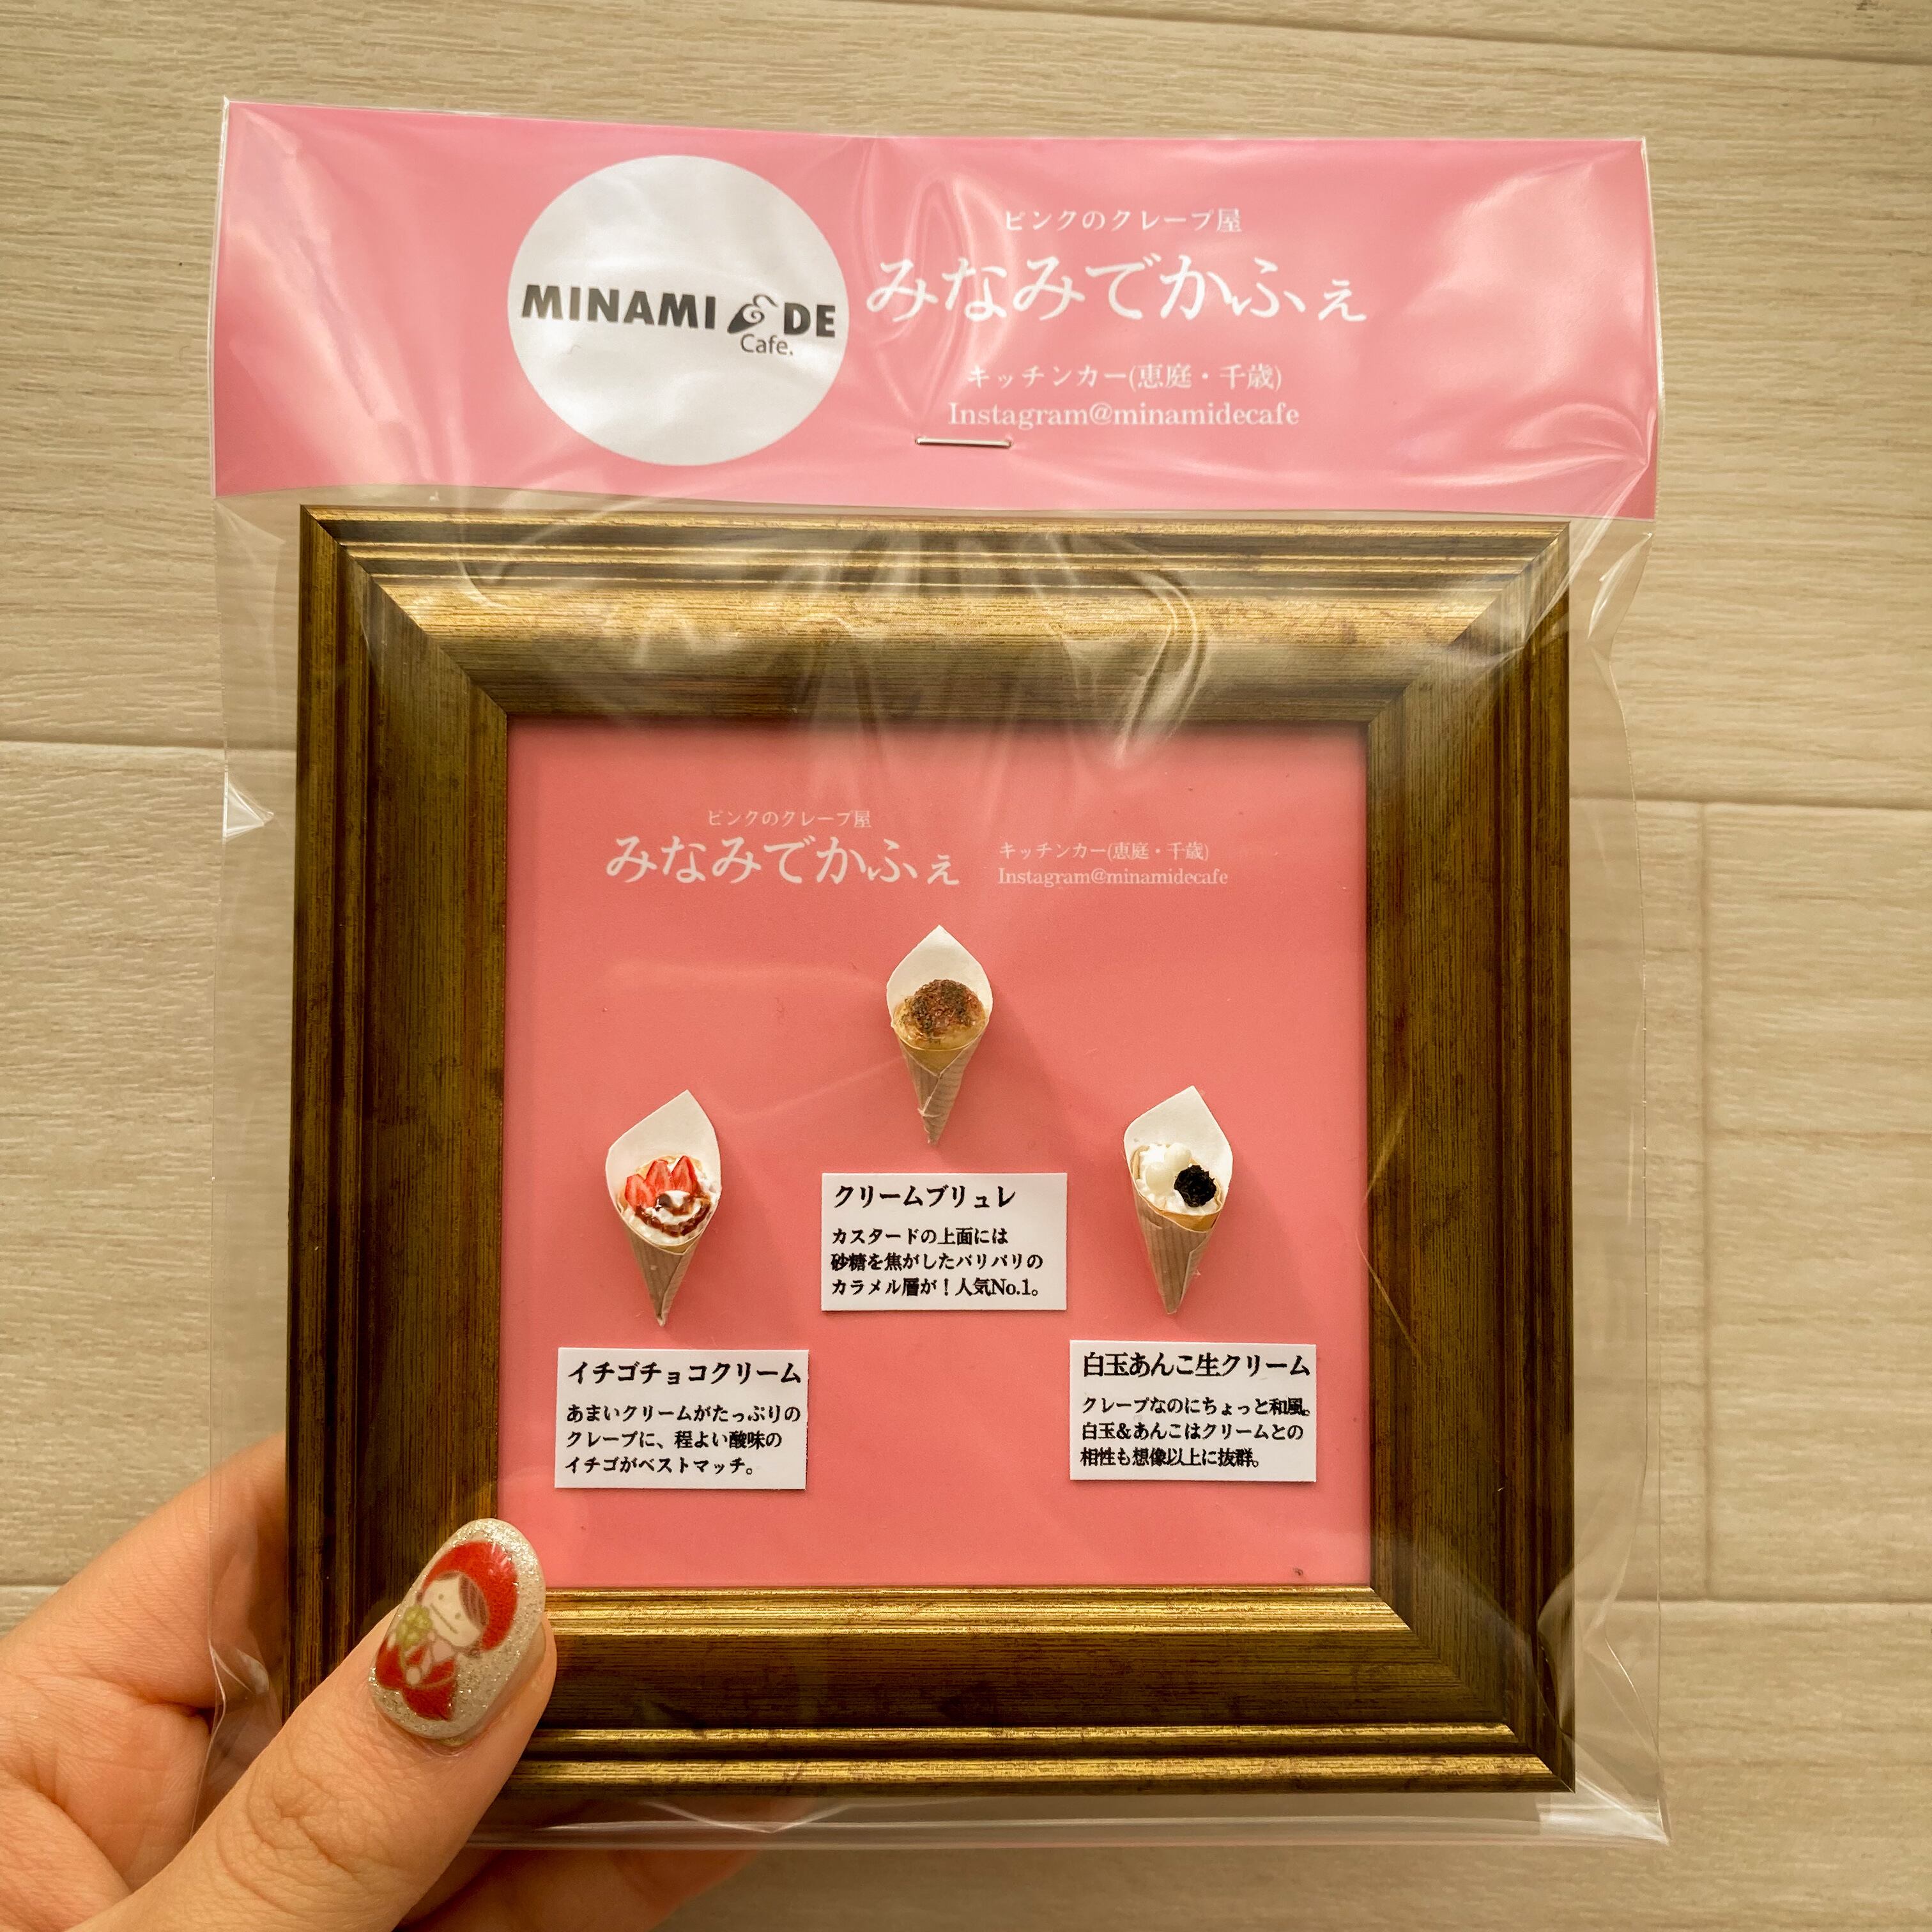 MINAMI DE
Cafe.
ピンクのクレープ屋
みなみでかふぇ
キッチンカー(恵庭・千歳)
Instagram@minamidecafe
ピンクのクレープ屋
みなみでかふぇ
キッチンカー(恵庭・千歳)
Instagram@minamidecafe
クリームブリュレ
カスタードの上面には
砂糖を焦がしたパリパリの
カラメル層が！人気No.1。
イチゴチョコクリーム
あまいクリームがたっぷりの
クレープに、程よい酸味の
イチゴがベストマッチ。
白玉あんこ生クリーム
クレープなのにちょっと和風。
白玉&あんこはクリームとの
相性も想像以上に抜群。